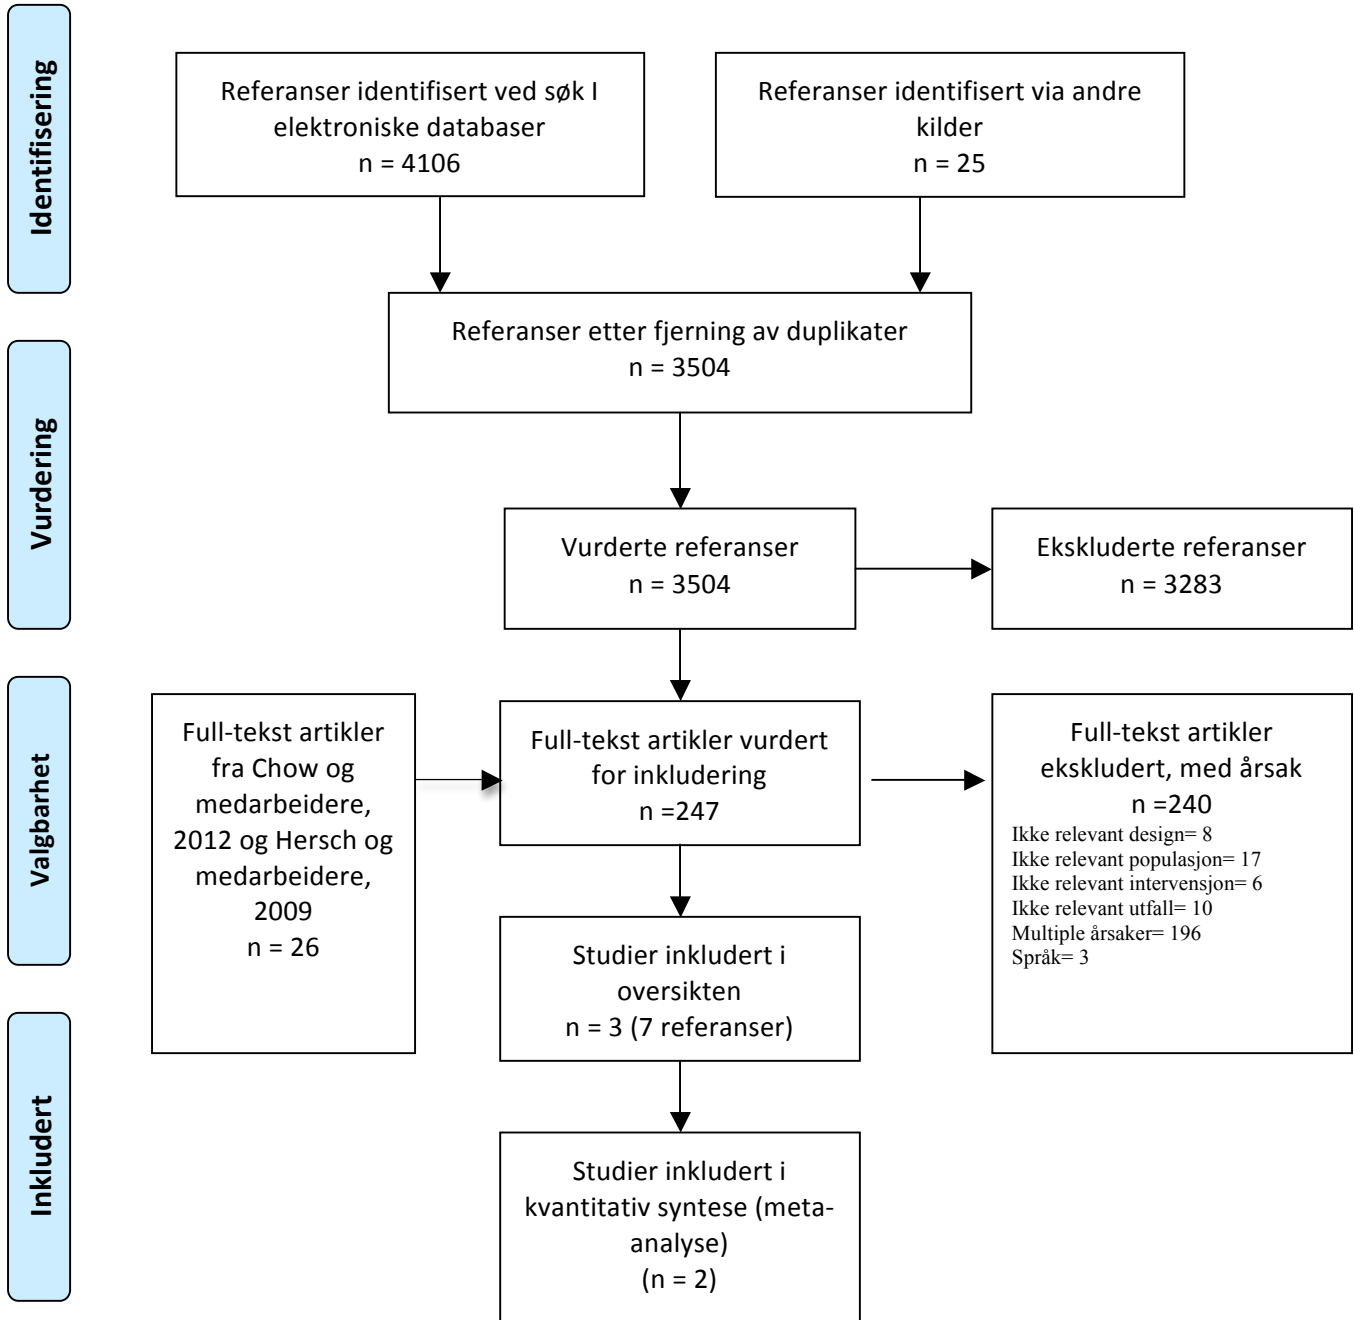 Identifisering
Referanser identifisert ved søk I
elektroniske databaser
n = 4106
Referanser identifisert via andre
kilder
n = 25
Referanser etter fjerning av duplikater
n = 3504
Vurdering
Vurderte referanser
n = 3504
Ekskluderte referanser
n = 3283
Valgbarhet
Full-tekst artikler
fra Chow og
medarbeidere,
2012 og Hersch og
medarbeidere,
2009
n = 26
Full-tekst artikler vurdert
for inkludering
n =247
Full-tekst artikler
ekskludert, med årsak
n =240
Ikke relevant design= 8
Ikke relevant populasjon= 17
Ikke relevant intervensjon= 6
Ikke relevant utfall= 10
Multiple årsaker= 196
Språk= 3
Studier inkludert i
oversikten
n = 3 (7 referanser)
Inkludert
Studier inkludert i
kvantitativ syntese (meta-
analyse)
(n = 2)